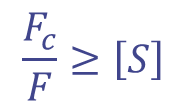 F_c / F ≥ [S]